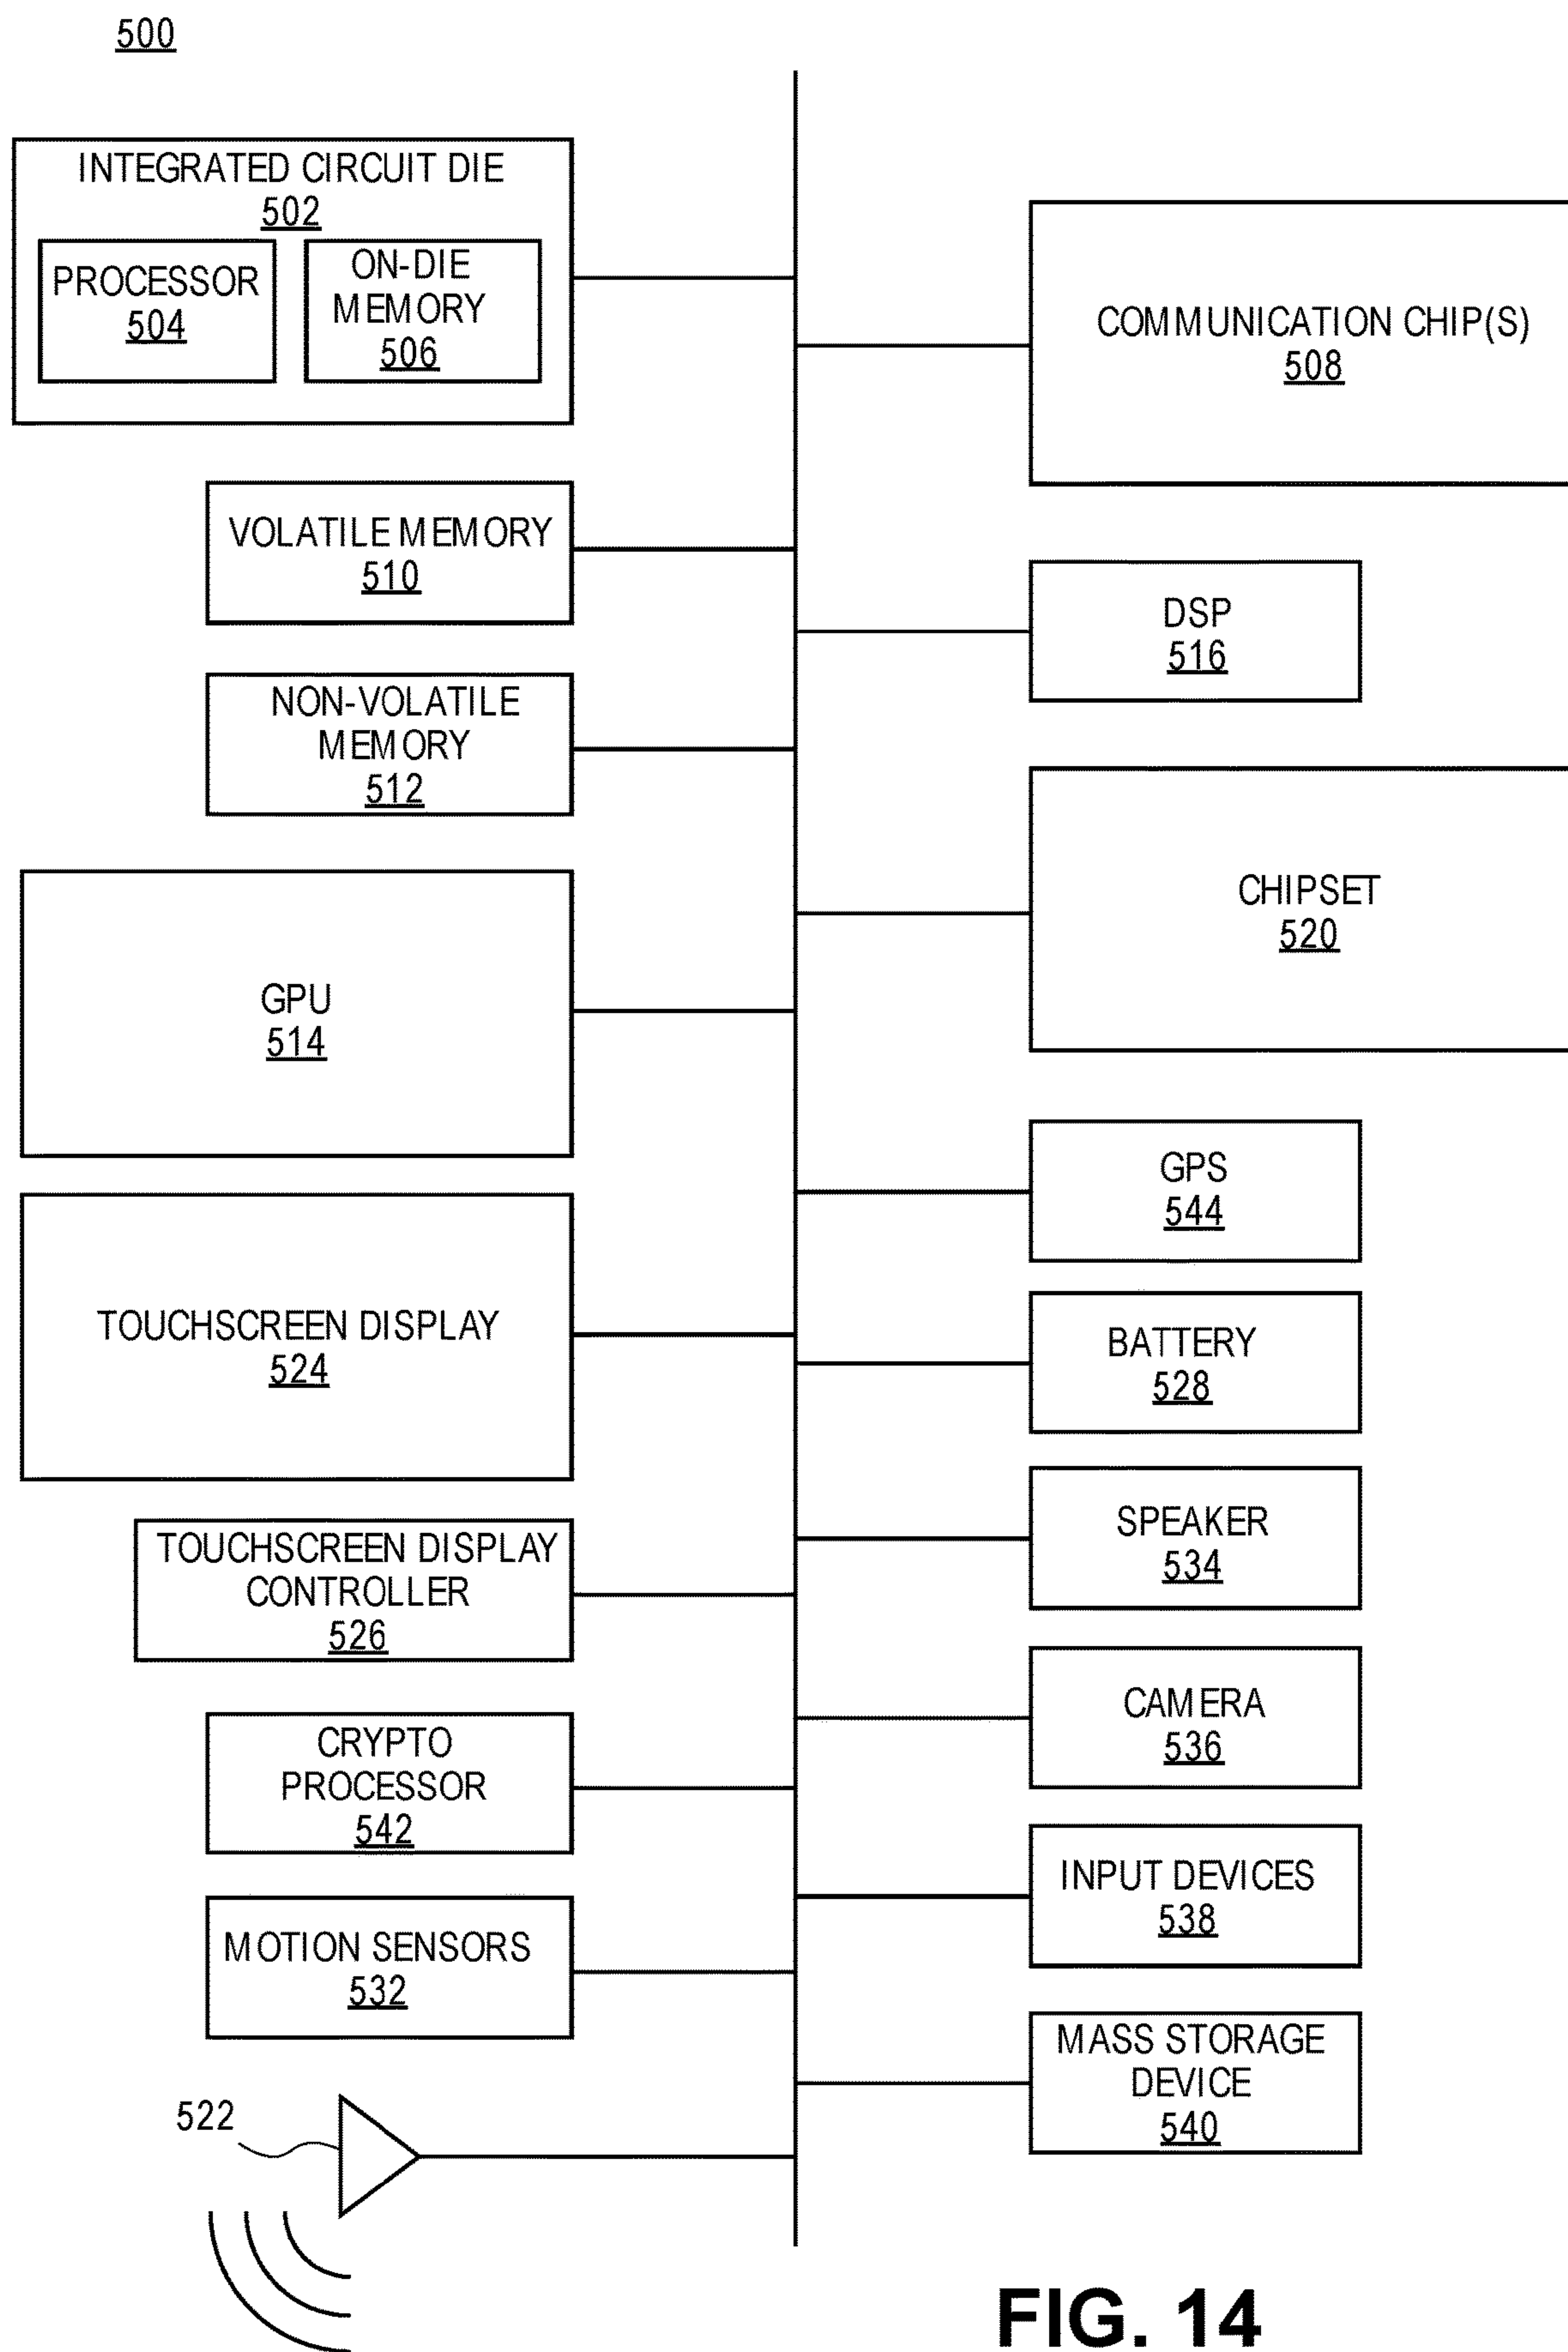 500
INTEGRATED CIRCUIT DIE
502
PROCESSOR
504
ON-DIE
MEMORY
506
VOLATILE MEMORY
510
NON-VOLATILE
MEMORY
512
GPU
514
TOUCHSCREEN DISPLAY
524
TOUCHSCREEN DISPLAY
CONTROLLER
526
CRYPTO
PROCESSOR
542
MOTION SENSORS
532
522
COMMUNICATION CHIP(S)
508
DSP
516
CHIPSET
520
GPS
544
BATTERY
528
SPEAKER
534
CAMERA
536
INPUT DEVICES
538
MASS STORAGE
DEVICE
540
FIG. 14